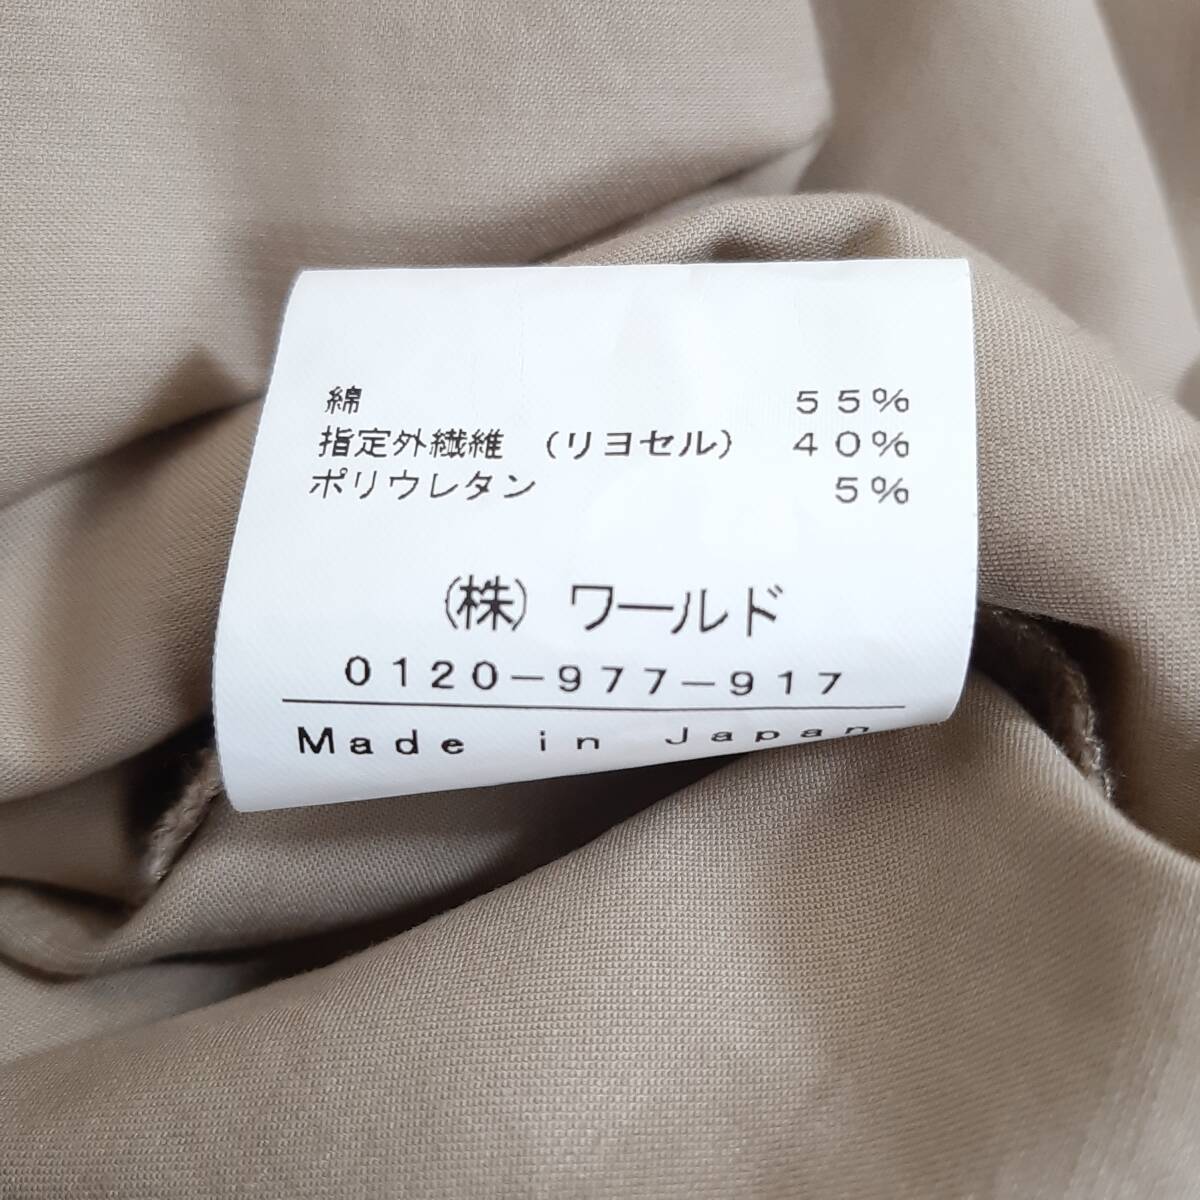 綿 55%
指定外繊維 (リヨセル) 40%
ポリウレタン 5%
(株) ワールド
0120-977-917
Made in Japan